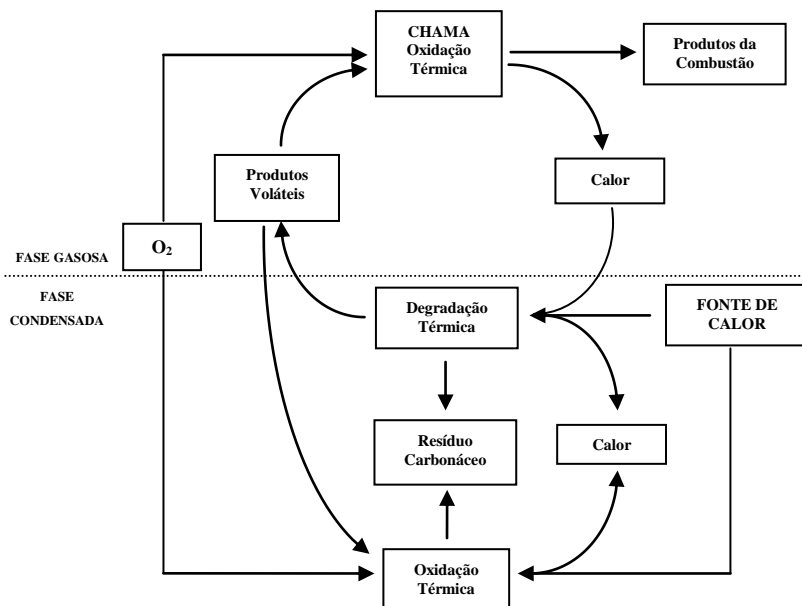 CHAMA
Oxidação
Térmica
Produtos da
Combustão
Produtos
Voláteis
Calor
O₂
FASE GASOSA
FASE
CONDENSADA
Degradação
Térmica
FONTE DE
CALOR
Resíduo
Carbonáceo
Calor
Oxidação
Térmica